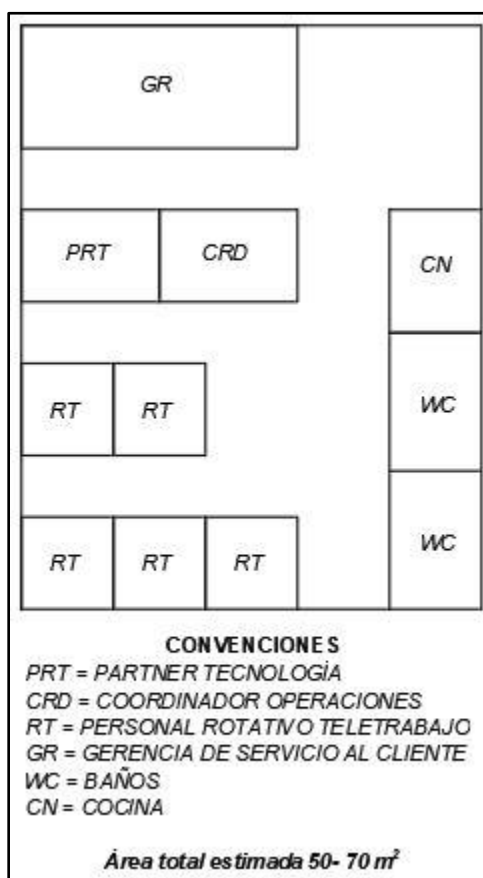 GR
PRT CRD CN
RT RT WC
RT RT RT WC
CONVENCIONES
PRT = PARTNER TECNOLOGÍA
CRD = COORDINADOR OPERACIONES
RT = PERSONAL ROTATIVO TELETRABAJO
GR = GERENCIA DE SERVICIO AL CLIENTE
WC = BAÑOS
CN = COCINA
Área total estimada 50- 70 m²